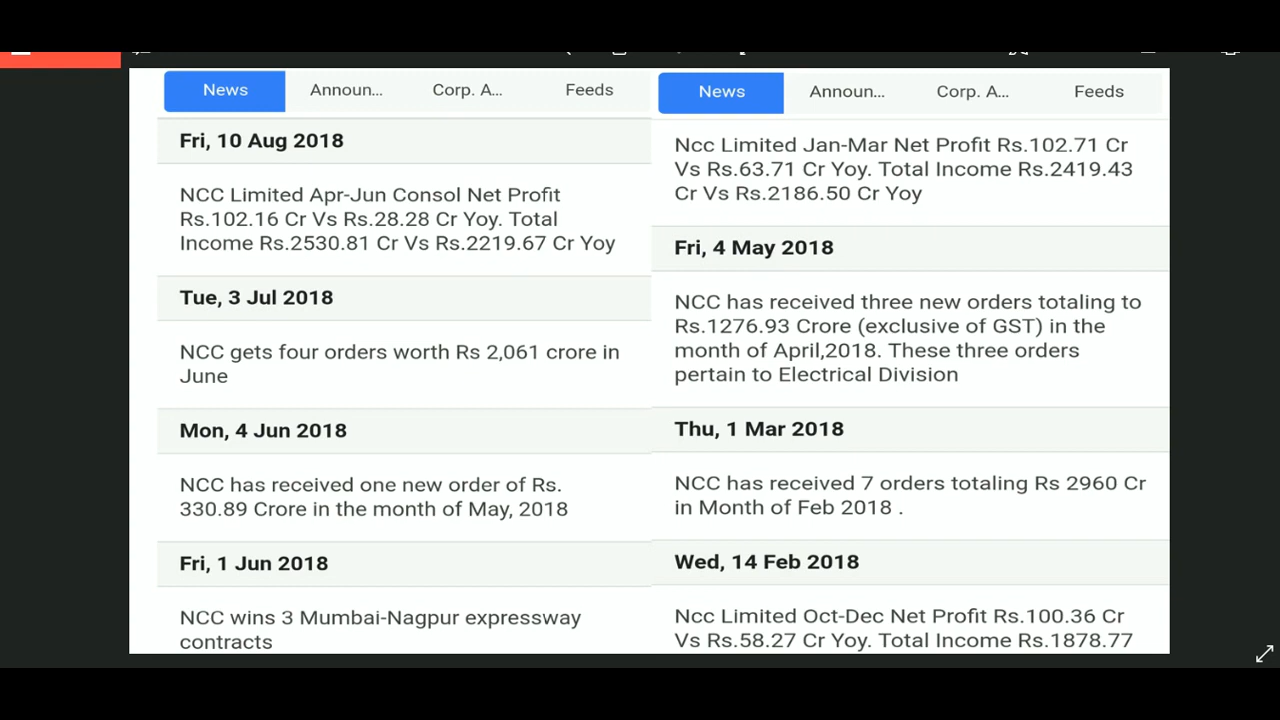 News Announ... Corp. A... Feeds
Fri, 10 Aug 2018
NCC Limited Apr-Jun Consol Net Profit
Rs.102.16 Cr Vs Rs.28.28 Cr Yoy. Total
Income Rs.2530.81 Cr Vs Rs.2219.67 Cr Yoy
Tue, 3 Jul 2018
NCC gets four orders worth Rs 2,061 crore in
June
Mon, 4 Jun 2018
NCC has received one new order of Rs.
330.89 Crore in the month of May, 2018
Fri, 1 Jun 2018
NCC wins 3 Mumbai-Nagpur expressway
contracts
News Announ... Corp. A... Feeds
Ncc Limited Jan-Mar Net Profit Rs.102.71 Cr
Vs Rs.63.71 Cr Yoy. Total Income Rs.2419.43
Cr Vs Rs.2186.50 Cr Yoy
Fri, 4 May 2018
NCC has received three new orders totaling to
Rs.1276.93 Crore (exclusive of GST) in the
month of April,2018. These three orders
pertain to Electrical Division
Thu, 1 Mar 2018
NCC has received 7 orders totaling Rs 2960 Cr
in Month of Feb 2018 .
Wed, 14 Feb 2018
Ncc Limited Oct-Dec Net Profit Rs.100.36 Cr
Vs Rs.58.27 Cr Yoy. Total Income Rs.1878.77